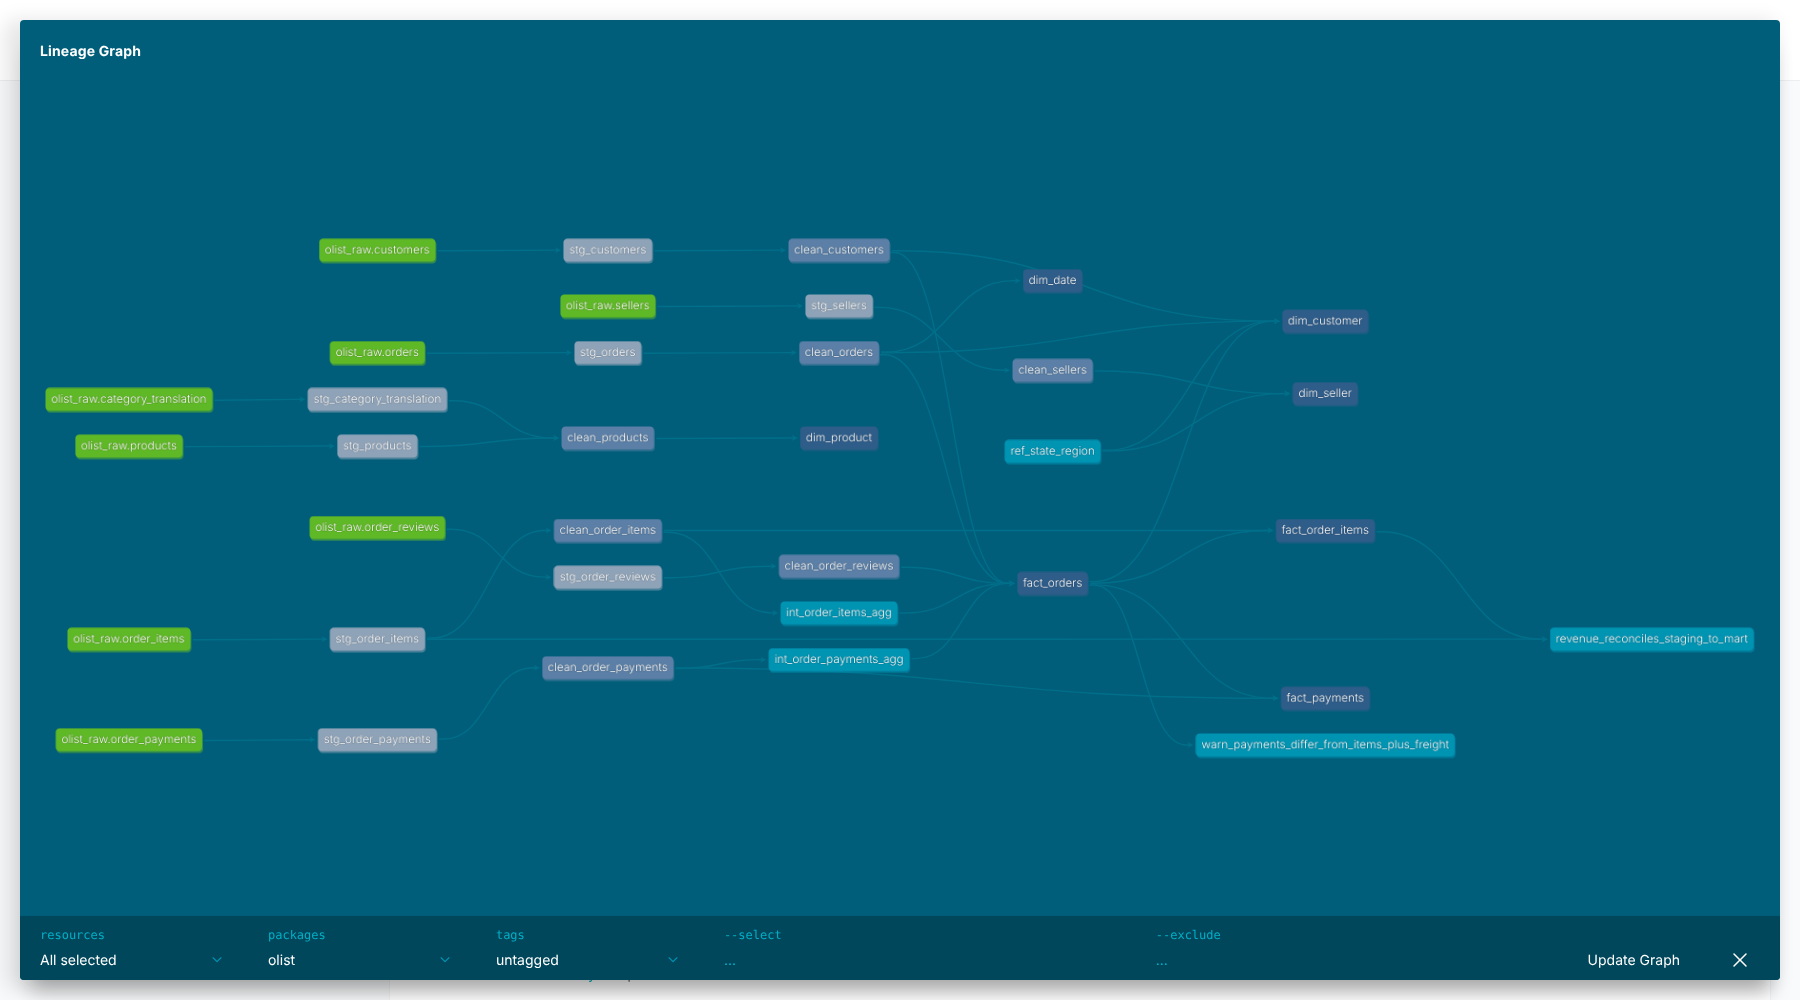 Lineage Graph
olist_raw.customers
stg_customers
clean_customers
dim_date
olist_raw.sellers
stg_sellers
dim_customer
olist_raw.orders
stg_orders
clean_orders
clean_sellers
dim_seller
olist_raw.category_translation
stg_category_translation
olist_raw.products
stg_products
clean_products
dim_product
ref_state_region
olist_raw.order_reviews
clean_order_items
fact_order_items
stg_order_reviews
clean_order_reviews
fact_orders
int_order_items_agg
olist_raw.order_items
stg_order_items
revenue_reconciles_staging_to_mart
clean_order_payments
int_order_payments_agg
fact_payments
olist_raw.order_payments
stg_order_payments
warn_payments_differ_from_items_plus_freight
resources packages tags --select --exclude
All selected olist untagged ... ... Update Graph